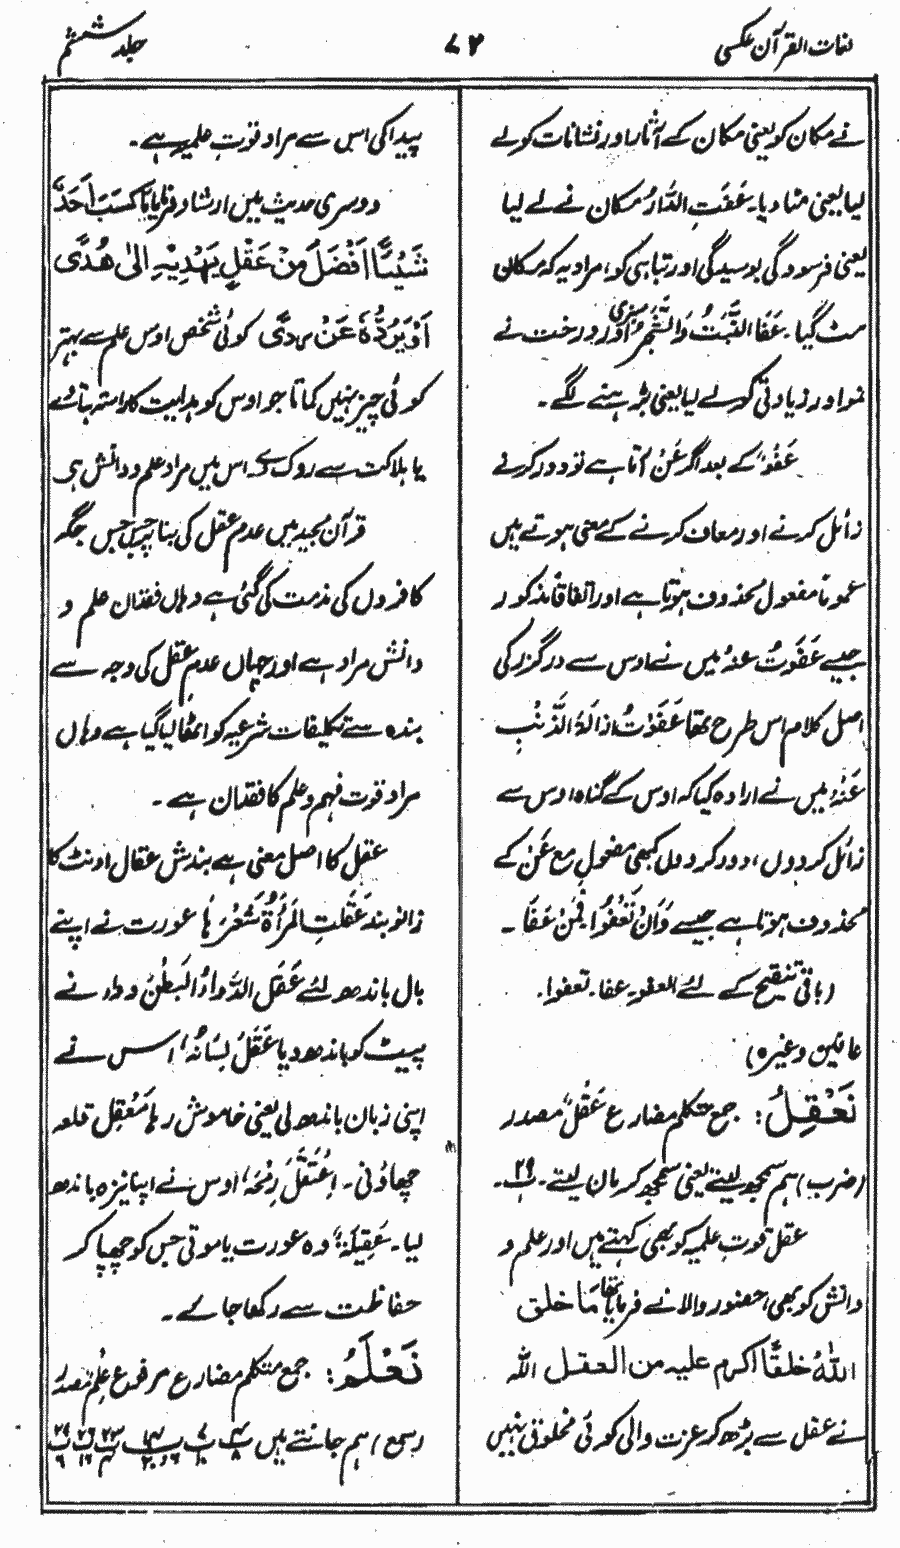 لغات القرآن عکسی
۷۲
جلد ششم
نے مکان کو یعنی مکان کے آثار اور نشانات کو لے
لیا یعنی مٹا دیا۔ عَفَتِ الدَّارُ مکان نے لے لیا
یعنی فرسودگی بوسیدگی اور تباہی کو، مراد یہ کہ مکان
مٹ گیا۔ عَفَا النَّبْتُ وَالشَّجَرُ سبزی اور درخت نے
نمو اور زیادتی کو لے لیا یعنی بڑھنے لگے۔
عَفْوٌ کے بعد اگر عَنْ آتا ہے تو دور کرنے
زائل کرنے اور معاف کرنے کے معنی ہوتے ہیں
عموماً مفعول محذوف ہوتا ہے اور اتفاقاً مذکور
جیسے عَفَوْتُ عنہُ میں نے اوس سے درگزر کی
اصل کلام اس طرح تھا عَفَوْتُ ازالۃَ الذَّنْبِ
عَنْہُ میں نے ارادہ کیا کہ اوس کے گناہ اوس سے
زائل کردوں، دور کردوں کبھی مفعول مع عَنْ کے
محذوف ہوتا ہے جیسے وَاَنْ تَعْفُوْا فَمَنْ عَفَا ۔
(باقی تنقیح کے لئے العفو۔ عفا۔ تعفوا۔
عافین وغیرہ)
نَعْقِلُ: جمع متکلم مضارع عَقْلٌ مصدر
(ضرب) ہم سمجھ لیتے یعنی سمجھ کر مان لیتے۔ ۲۹
عقل قوتِ علمیہ کو بھی کہتے ہیں اور علم و
دانش کو بھی، حضور والا نے فرمایا تھا مَا خلق
اللہُ خلقًا اکرم علیہ من العقل اللہ
نے عقل سے بڑھ کر عزت والی کوئی مخلوق نہیں
پیدا کی اس سے مراد قوتِ علمیہ ہے۔
دوسری حدیث میں ارشاد فرمایا مَا کَسَبَ اَحَدٌ
شَیْئًا اَفْضَلَ مِنْ عَقْلٍ یَہْدِیْہِ اِلیٰ ھُدًی
اَوْ یَرُدُّہٗ عَنْ ردًی کوئی شخص اوس علم سے بہتر
کوئی چیز نہیں کماتا جو اوس کو ہدایت کا راستہ بتائے
یا ہلاکت سے روک دے۔ اس میں مراد علم و دانش ہی
قرآن مجید میں عدم عقل کی بنا پر جس جگہ
کافروں کی مذمت کی گئی ہے وہاں فقدان علم و
دانش مراد ہے اور جہاں عدم عقل کی وجہ سے
بندہ سے تکلیفات شرعیہ کو اٹھا لیا گیا ہے وہاں
مراد قوت فہم و علم کا فقدان ہے ۔
عقل کا اصل معنی ہے بندش عقال اونٹ کا
زانو بند عَقَلَتِ المَرْأَۃُ شَعْرَہَا عورت نے اپنے
بال باندھ لئے عَقَلَ الدَّوَاءُ الْبَطْنَ دوا نے
پیٹ کو باندھ دیا عَقَلَ لِسَانُہٗ، اس نے
اپنی زبان باندھ لی یعنی خاموش رہا مَعْقِلٌ قلعہ
چھاؤنی۔ اِعْتَقَلَ رُمْحَہٗ، اوس نے اپنا نیزہ باندھ
لیا۔ عَقِیْلَۃٌ، وہ عورت یا موتی جس کو چھپا کر
حفاظت سے رکھا جائے۔
نَعْلَمُ: جمع متکلم مضارع مرفوع عِلْمٌ مصدر
(سمع) ہم جانتے ہیں